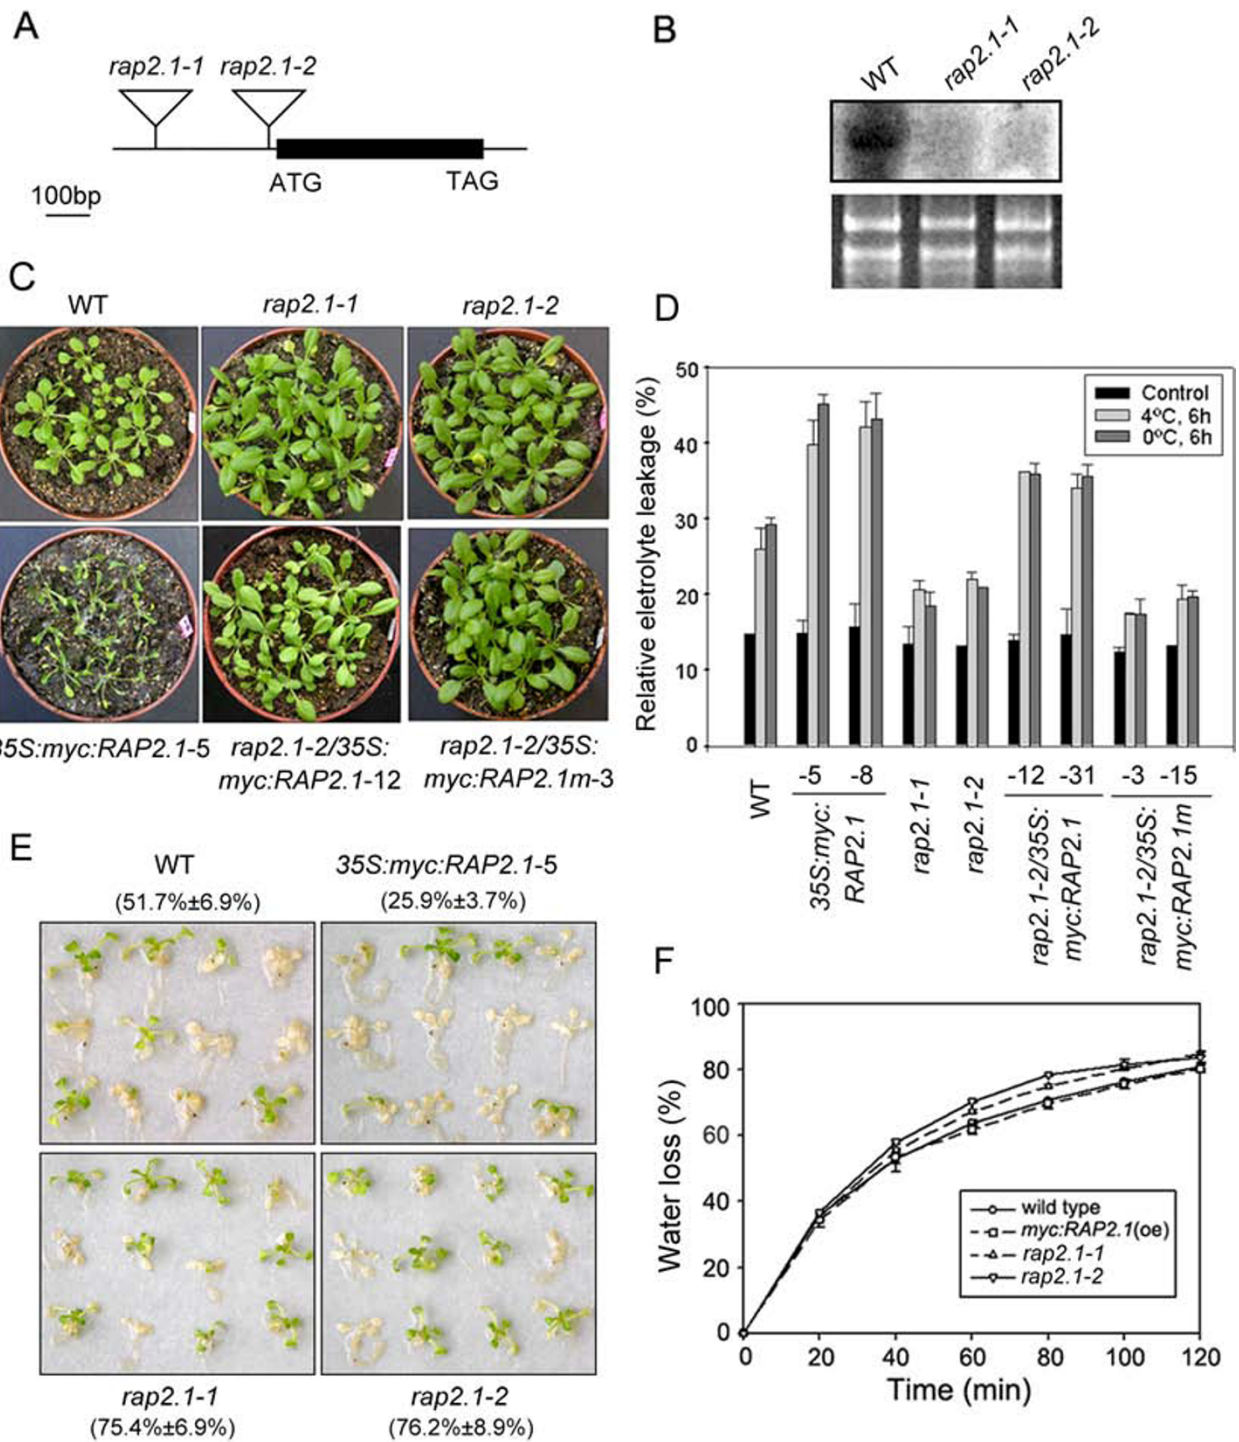 A
rap2.1-1 rap2.1-2
ATG TAG
100bp
B
WT rap2.1-1 rap2.1-2
C
WT rap2.1-1 rap2.1-2
35S:myc:RAP2.1-5 rap2.1-2/35S: rap2.1-2/35S:
myc:RAP2.1-12 myc:RAP2.1m-3
D
Relative eletrolyte leakage (%)
50
40
30
20
10
0
Control
4ºC, 6h
0ºC, 6h
-5 -8 -12 -31 -3 -15
WT
35S:myc:
RAP2.1
rap2.1-1
rap2.1-2
rap2.1-2/35S:
myc:RAP2.1
rap2.1-2/35S:
myc:RAP2.1m
E
WT 35S:myc:RAP2.1-5
(51.7%±6.9%) (25.9%±3.7%)
rap2.1-1 rap2.1-2
(75.4%±6.9%) (76.2%±8.9%)
F
Water loss (%)
100
80
60
40
20
0
wild type
myc:RAP2.1(oe)
rap2.1-1
rap2.1-2
0 20 40 60 80 100 120
Time (min)